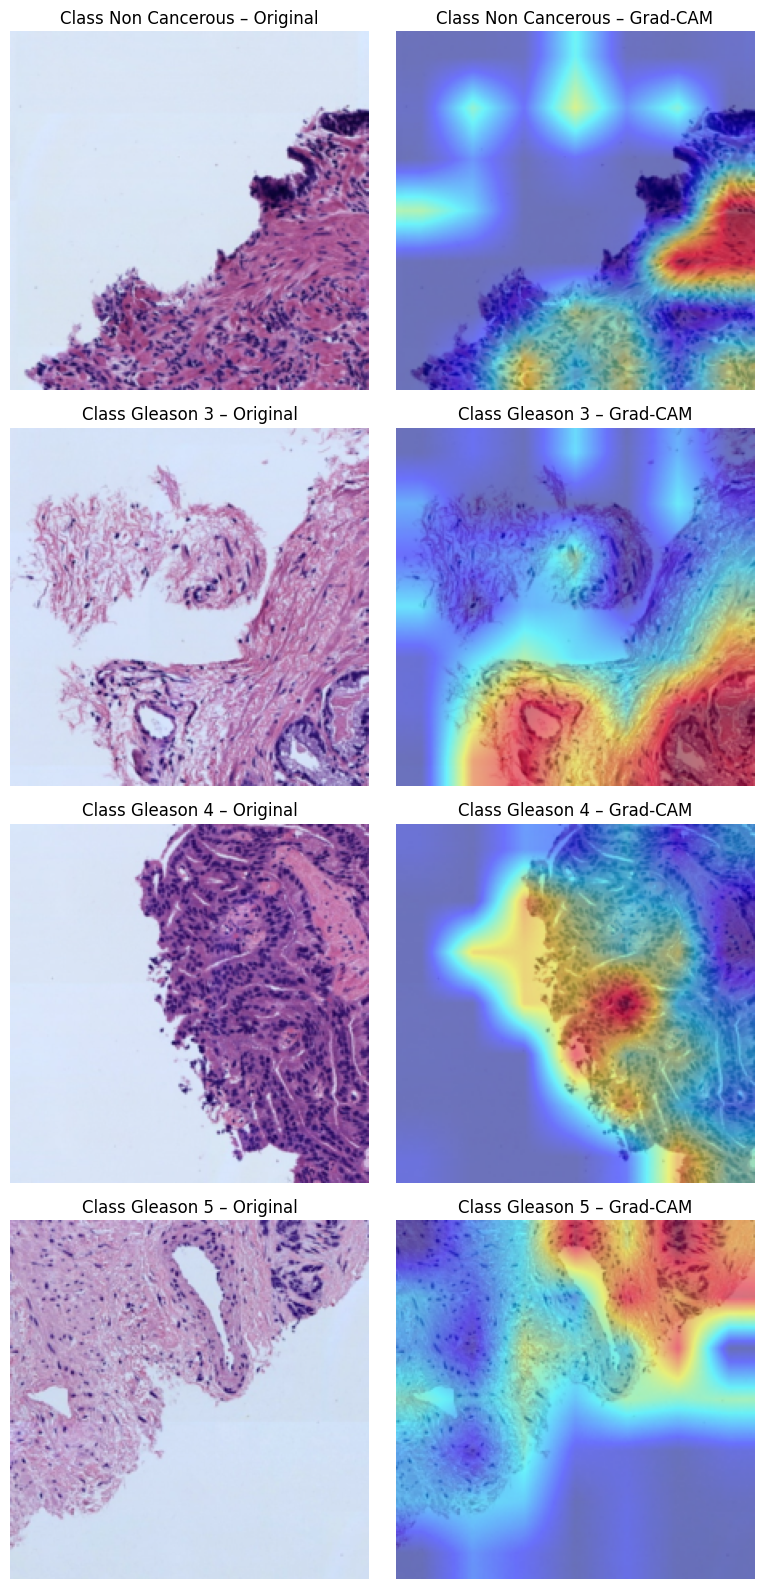 Class Non Cancerous – Original
Class Non Cancerous – Grad-CAM
Class Gleason 3 – Original
Class Gleason 3 – Grad-CAM
Class Gleason 4 – Original
Class Gleason 4 – Grad-CAM
Class Gleason 5 – Original
Class Gleason 5 – Grad-CAM